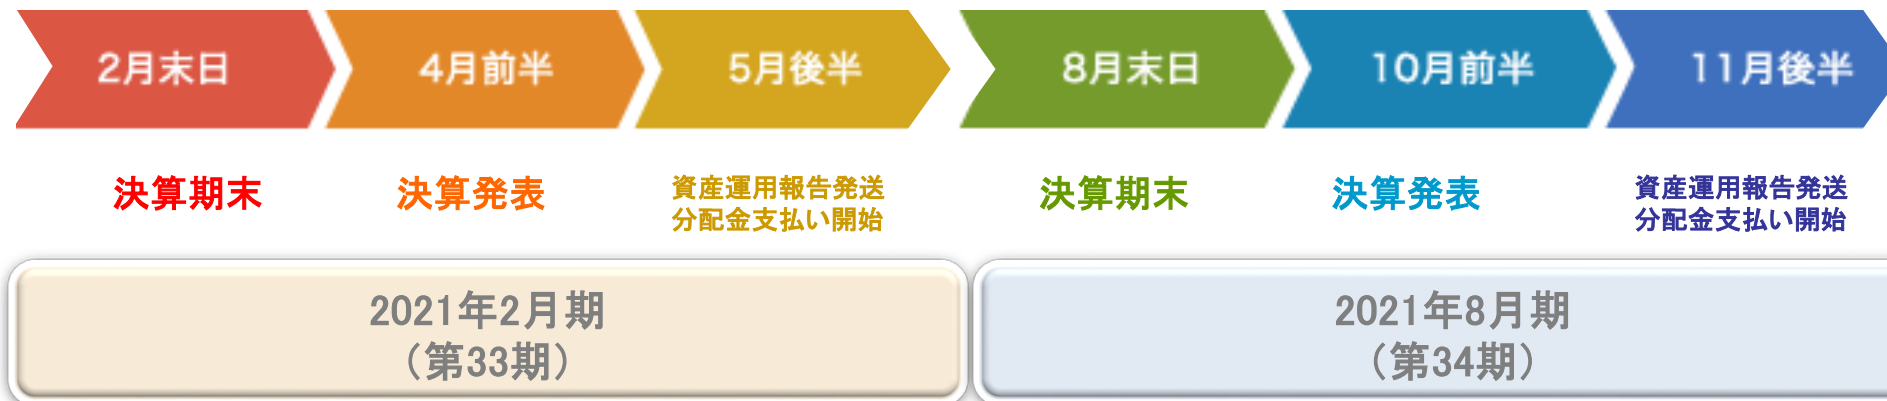 2月末日
4月前半
5月後半
8月末日
10月前半
11月後半
決算期末
決算発表
資産運用報告発送
分配金支払い開始
決算期末
決算発表
資産運用報告発送
分配金支払い開始
2021年2月期
（第33期）
2021年8月期
（第34期）